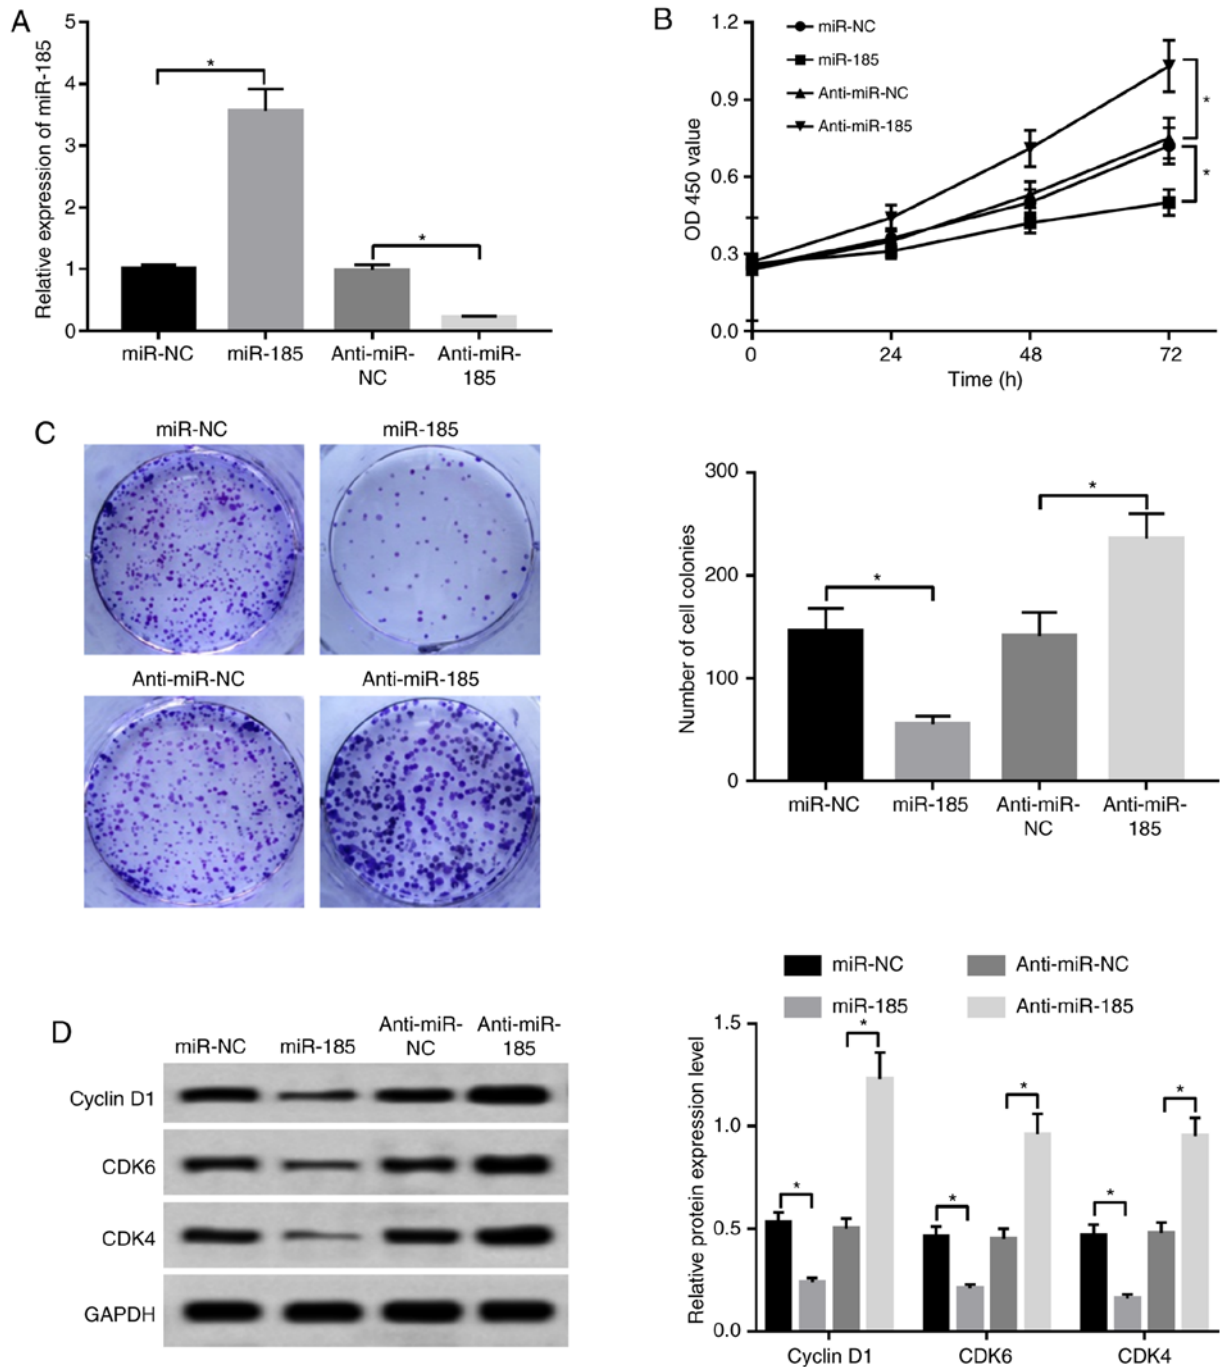 A
Relative expression of miR-185
5
4
3
2
1
0
*
*
miR-NC
miR-185
Anti-miR-
NC
Anti-miR-
185
B
OD 450 value
1.2
0.9
0.6
0.3
0.0
miR-NC
miR-185
Anti-miR-NC
Anti-miR-185
*
*
0
24
48
72
Time (h)
C
miR-NC
miR-185
Anti-miR-NC
Anti-miR-185
Number of cell colonies
300
200
100
0
*
*
miR-NC
miR-185
Anti-miR-
NC
Anti-miR-
185
D
miR-NC
miR-185
Anti-miR-
NC
Anti-miR-
185
Cyclin D1
CDK6
CDK4
GAPDH
miR-NC
Anti-miR-NC
miR-185
Anti-miR-185
Relative protein expression level
1.5
1.0
0.5
0.0
*
*
*
*
*
*
Cyclin D1
CDK6
CDK4